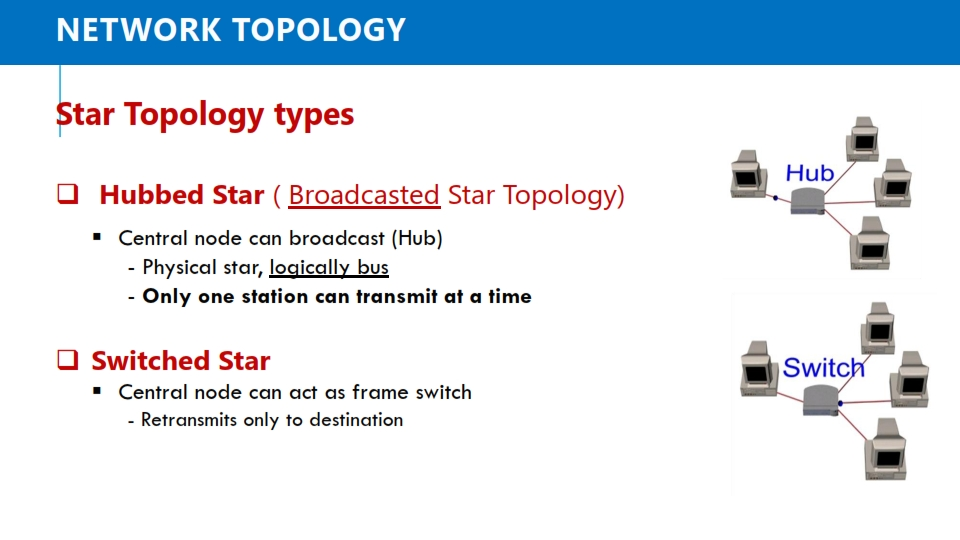 NETWORK TOPOLOGY
Star Topology types
❑ Hubbed Star ( Broadcasted Star Topology)
▪ Central node can broadcast (Hub)
- Physical star, logically bus
- Only one station can transmit at a time
❑ Switched Star
▪ Central node can act as frame switch
- Retransmits only to destination
Hub
Switch